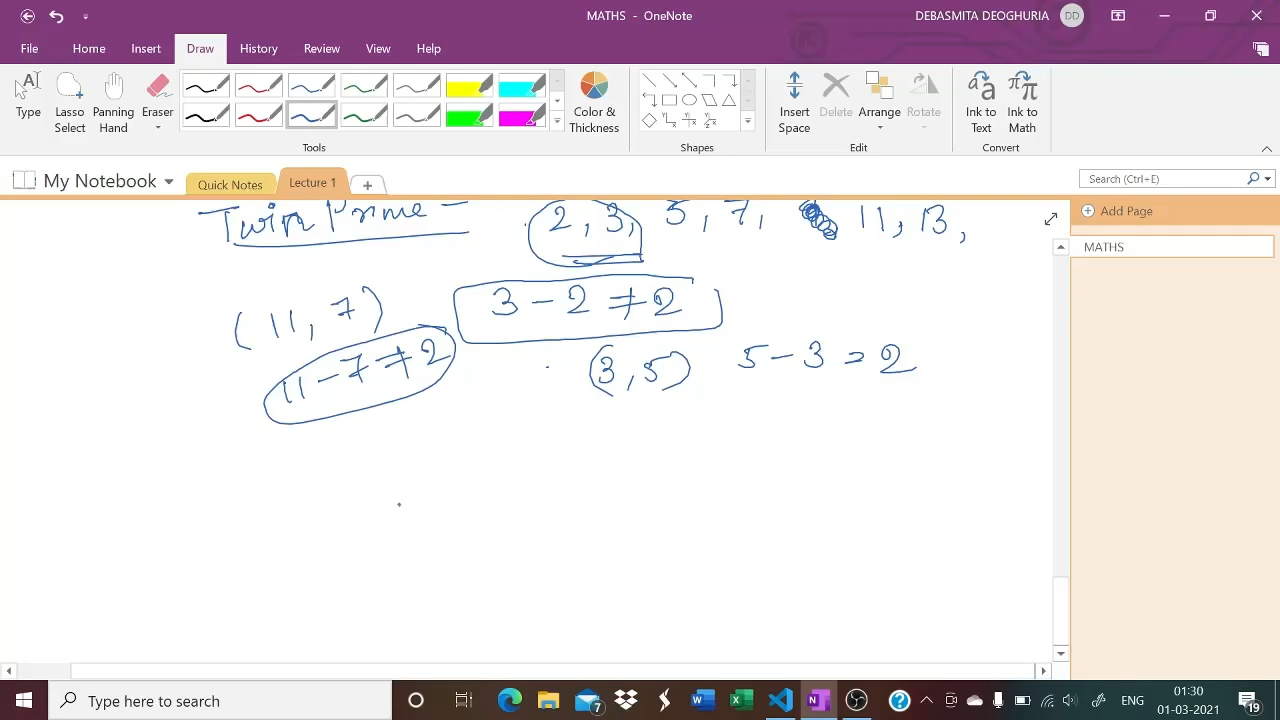 MATHS - OneNote
DEBASMITA DEOGHURIA DD
File Home Insert Draw History Review View Help
Type
Lasso Select
Panning Hand
Eraser
Color & Thickness
Insert Space
Delete
Arrange
Rotate
Ink to Text
Ink to Math
Tools Shapes Edit Convert
My Notebook Quick Notes Lecture 1
Search (Ctrl+E)
Add Page
MATHS
Twin Prime - 2, 3, 5, 7, 11, 13,
(11, 7) 3 - 2 ≠ 2
11 - 7 ≠ 2 (3, 5) 5 - 3 = 2
Type here to search
7
ENG
01:30
01-03-2021
19